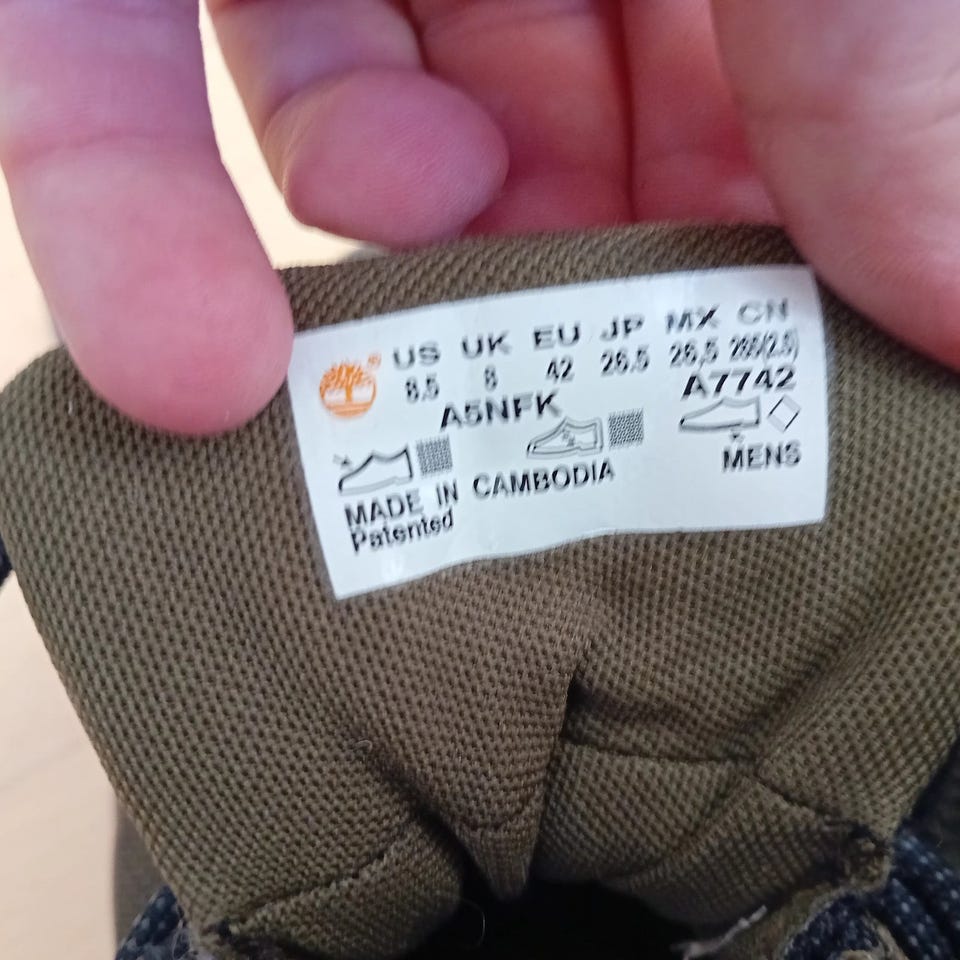 US UK EU JP MX CN
8.5 8 42 26.5 26,5 265(2.5)
A5NFK A7742
MENS
MADE IN CAMBODIA
Patented